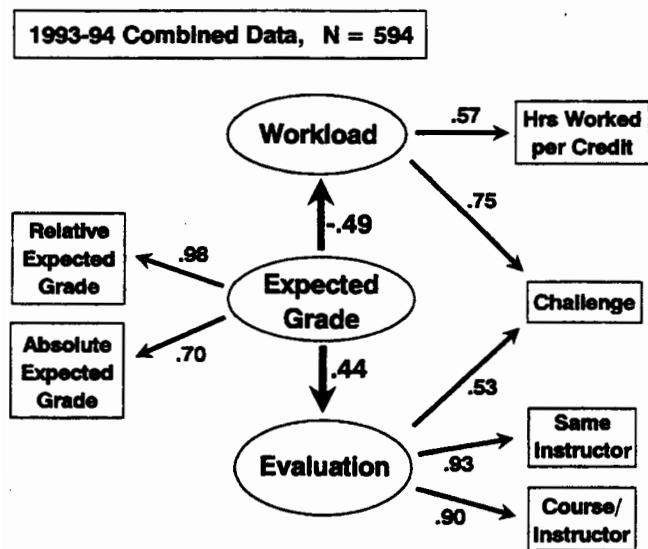 1993-94 Combined Data, N = 594
Workload
.57
Hrs Worked
per Credit
.75
-.49
Relative
Expected
Grade
.98
Expected
Grade
Challenge
Absolute
Expected
Grade
.70
.44
.53
Evaluation
Same
Instructor
.93
.90
Course/
Instructor